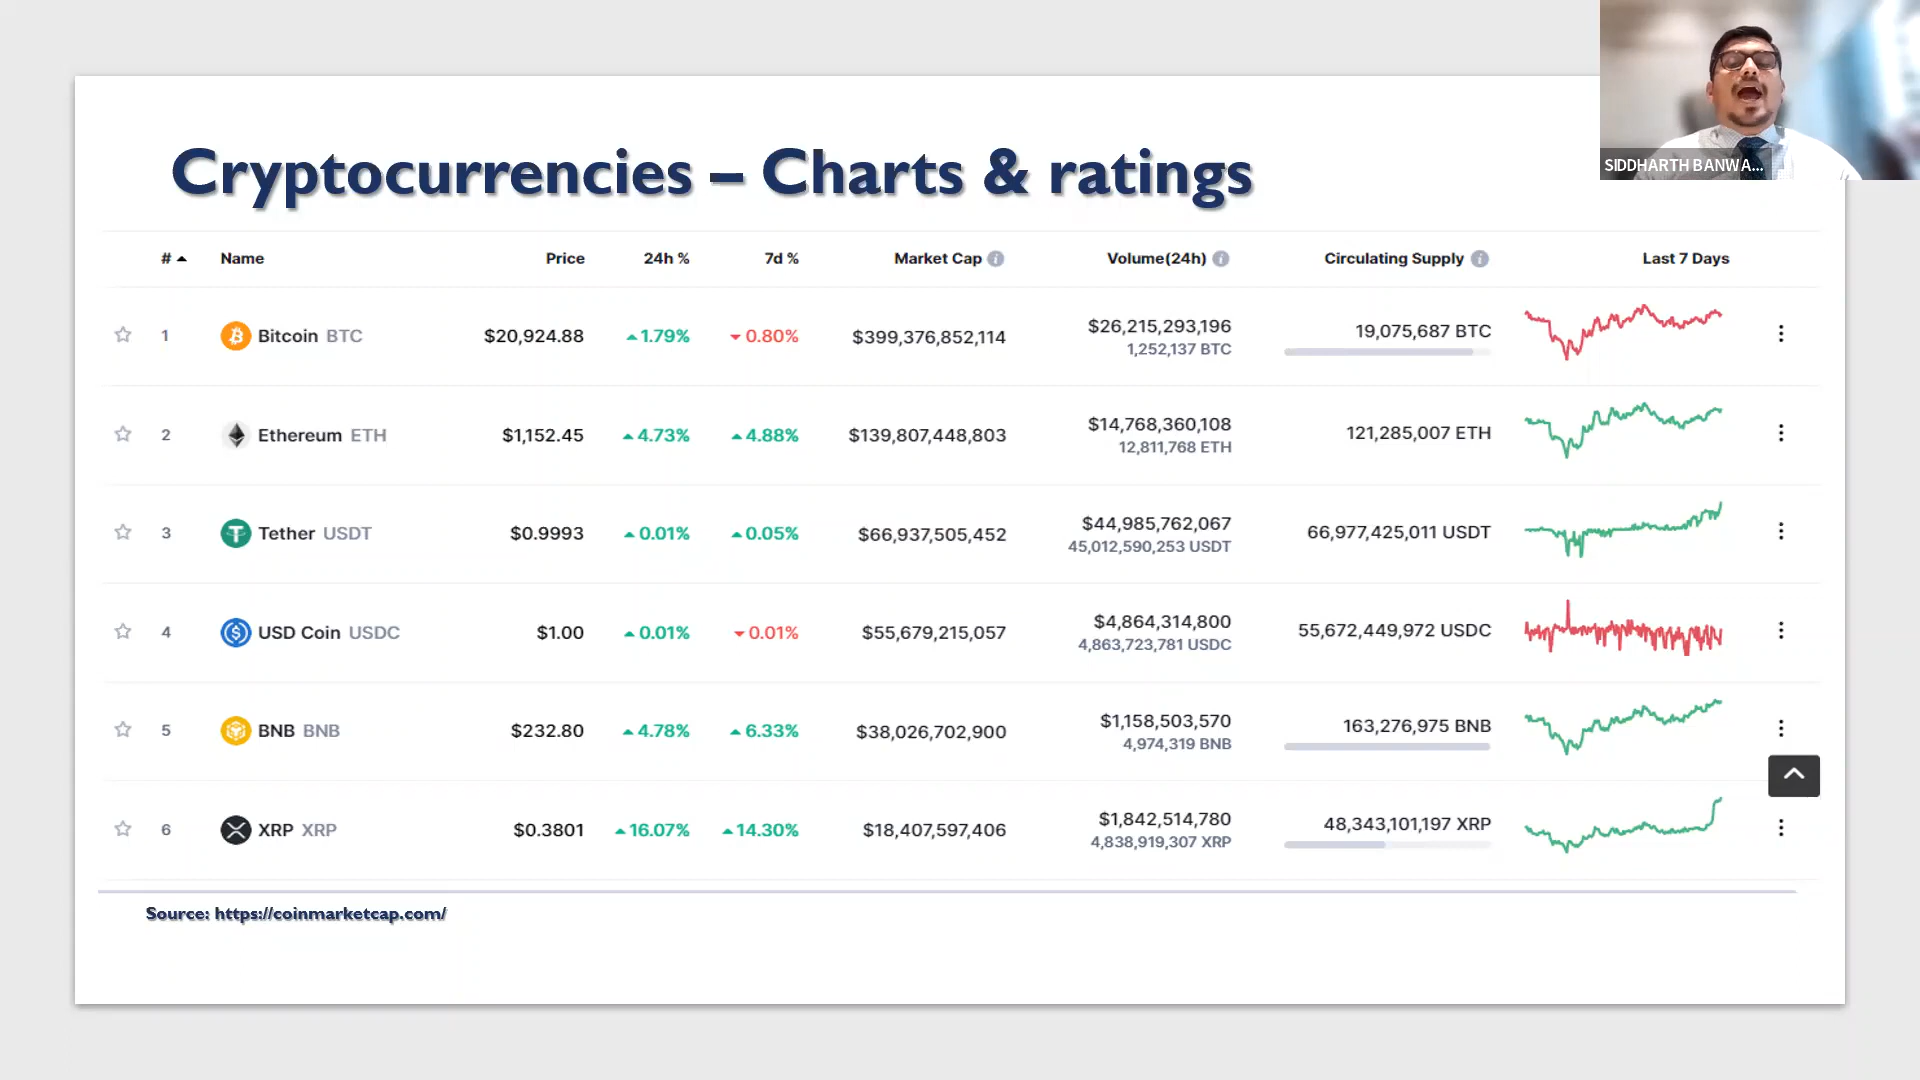 SIDDHARTH BANWA...
Cryptocurrencies – Charts & ratings
# Name Price 24h % 7d % Market Cap Volume(24h) Circulating Supply Last 7 Days
1 Bitcoin BTC $20,924.88 1.79% 0.80% $399,376,852,114 $26,215,293,196 19,075,687 BTC
1,252,137 BTC
2 Ethereum ETH $1,152.45 4.73% 4.88% $139,807,448,803 $14,768,360,108 121,285,007 ETH
12,811,768 ETH
3 Tether USDT $0.9993 0.01% 0.05% $66,937,505,452 $44,985,762,067 66,977,425,011 USDT
45,012,590,253 USDT
4 USD Coin USDC $1.00 0.01% 0.01% $55,679,215,057 $4,864,314,800 55,672,449,972 USDC
4,863,723,781 USDC
5 BNB BNB $232.80 4.78% 6.33% $38,026,702,900 $1,158,503,570 163,276,975 BNB
4,974,319 BNB
6 XRP XRP $0.3801 16.07% 14.30% $18,407,597,406 $1,842,514,780 48,343,101,197 XRP
4,838,919,307 XRP
Source: https://coinmarketcap.com/